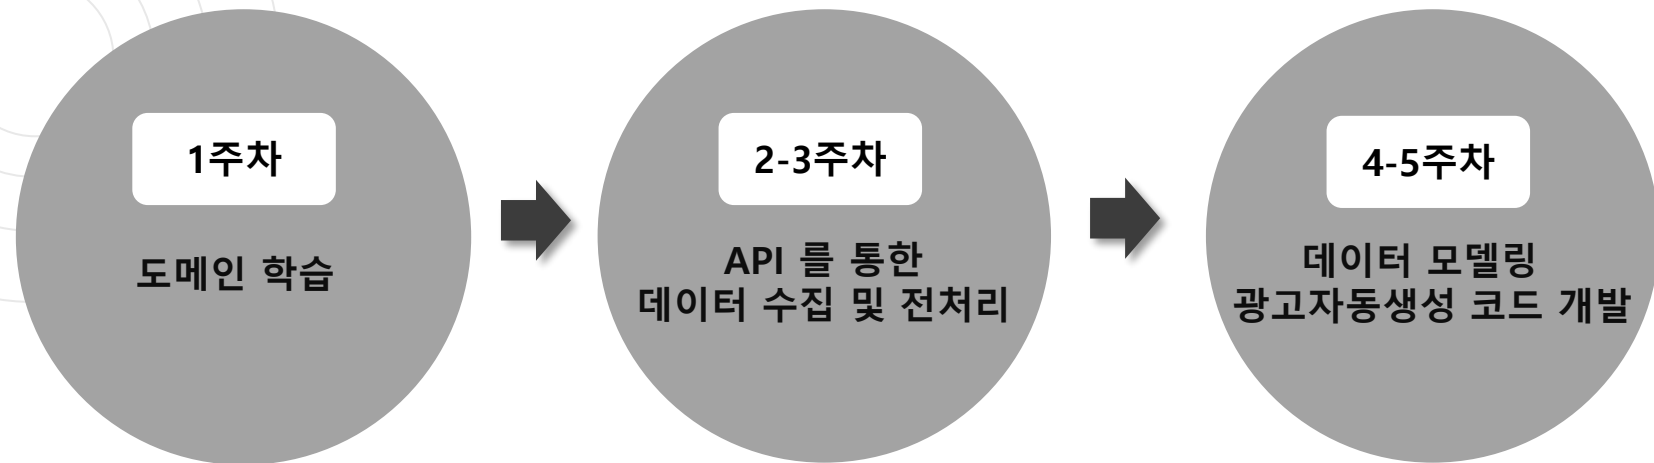 1주차
도메인 학습
2-3주차
API 를 통한
데이터 수집 및 전처리
4-5주차
데이터 모델링
광고자동생성 코드 개발